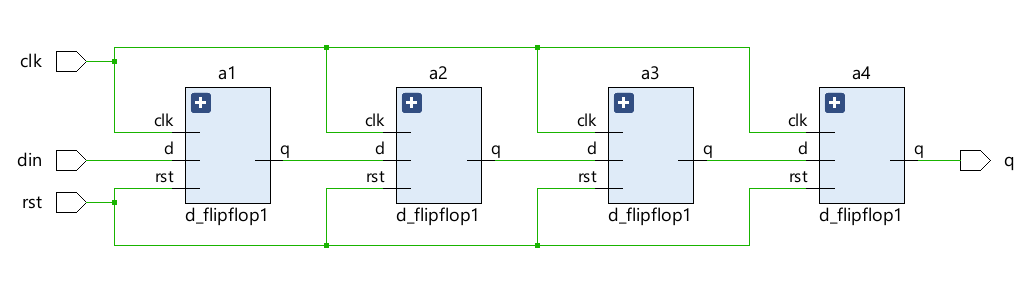 clk
a1
a2
a3
a4
clk
clk
clk
clk
din
d
q
d
q
d
q
d
q
q
rst
rst
rst
rst
rst
d_flipflop1
d_flipflop1
d_flipflop1
d_flipflop1